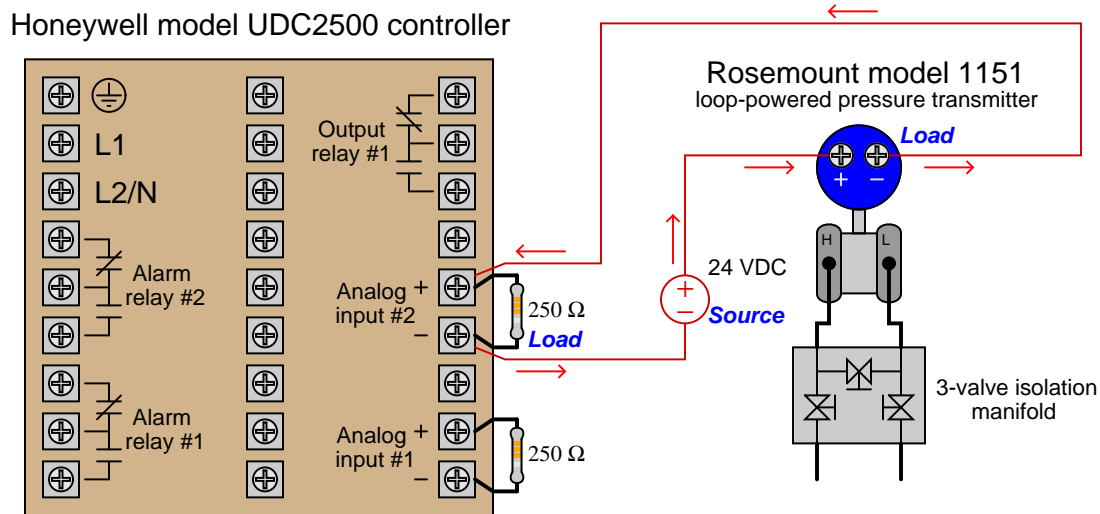 Honeywell model UDC2500 controller
L1
L2/N
Alarm
relay #2
Alarm
relay #1
Output
relay #1
Analog
input #2
+
−
Analog
input #1
+
−
250 Ω
Load
250 Ω
24 VDC
+
−
Source
Rosemount model 1151
loop-powered pressure transmitter
Load
+
−
H
L
3-valve isolation
manifold